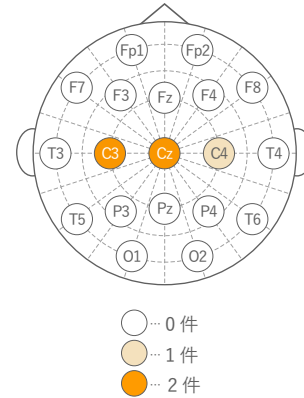 Fp1 Fp2
F7 F3 Fz F4 F8
T3 C3 Cz C4 T4
T5 P3 Pz P4 T6
O1 O2
… 0 件
… 1 件
… 2 件